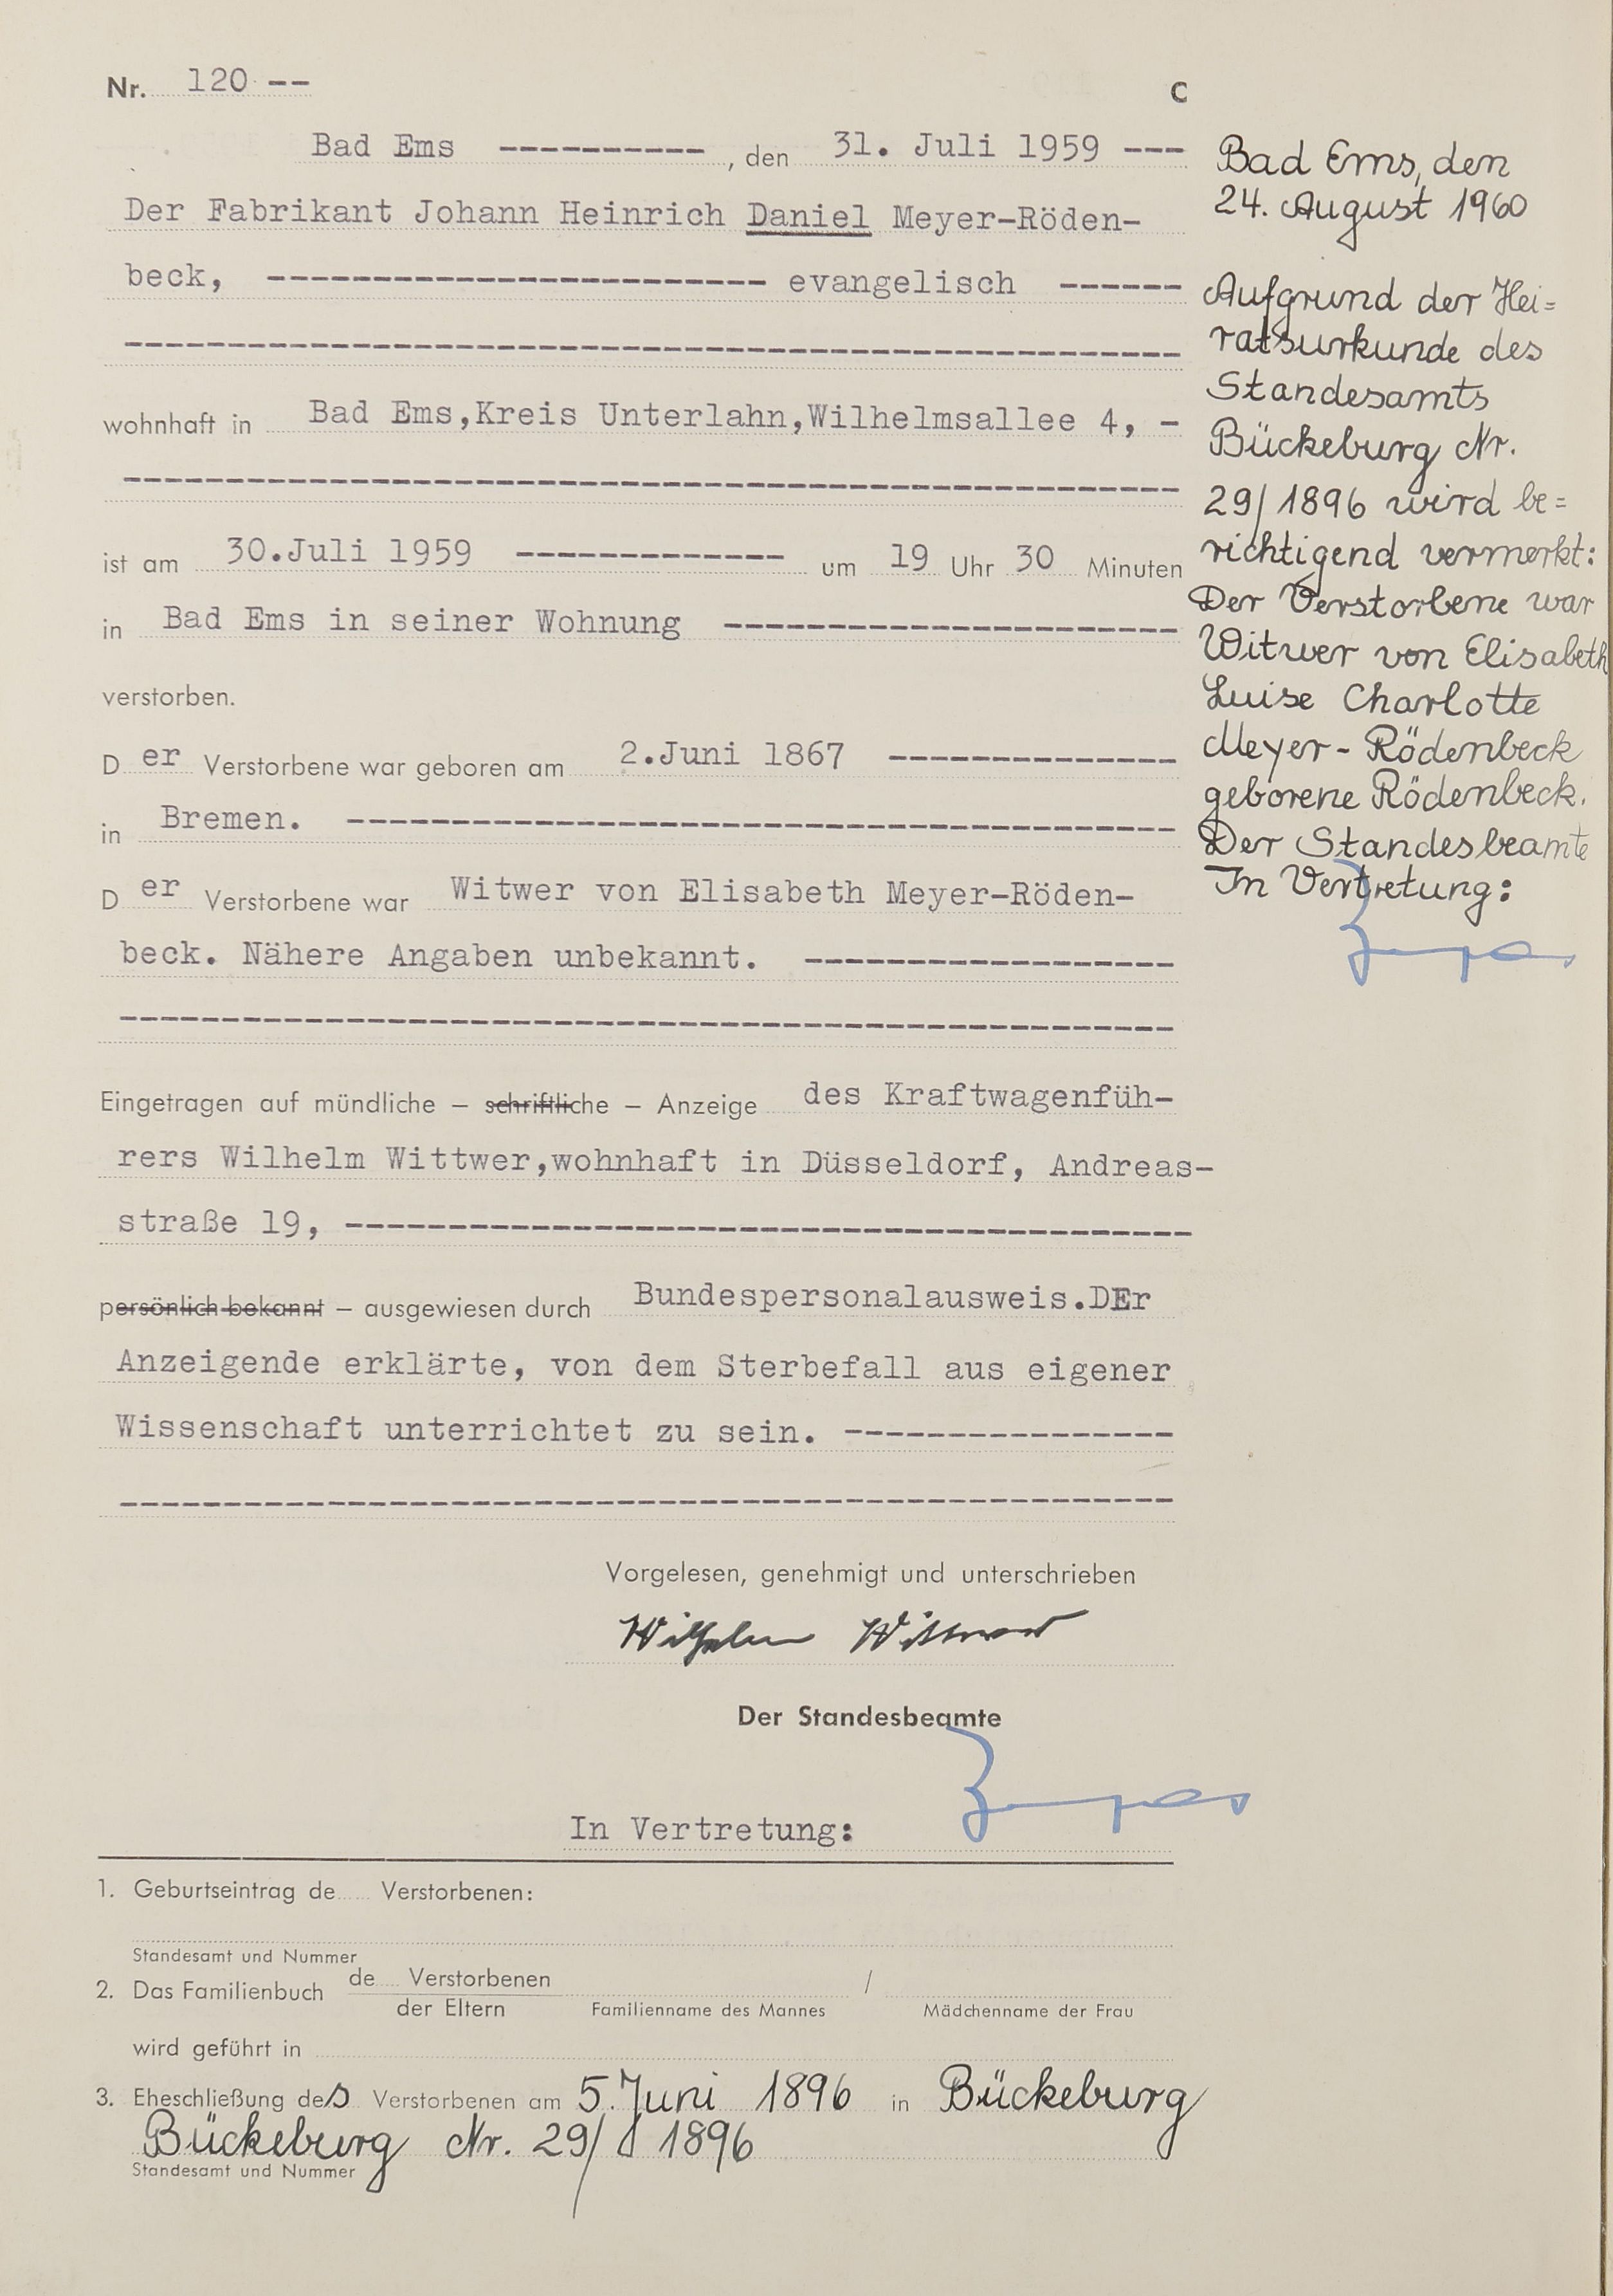 Nr. 120 --
C
Bad Ems ----------, den 31. Juli 1959 ---
Der Fabrikant Johann Heinrich Daniel Meyer-Röden-
beck, ------------------------ evangelisch ------
wohnhaft in Bad Ems,Kreis Unterlahn,Wilhelmsallee 4, -
ist am 30.Juli 1959 ------------- um 19 Uhr 30 Minuten
in Bad Ems in seiner Wohnung ----------------------
verstorben.
D er Verstorbene war geboren am 2.Juni 1867 --------------
in Bremen. ----------------------------------------
D er Verstorbene war Witwer von Elisabeth Meyer-Röden-
beck. Nähere Angaben unbekannt. ------------------
Eingetragen auf mündliche – schriftliche – Anzeige des Kraftwagenfüh-
rers Wilhelm Wittwer,wohnhaft in Düsseldorf, Andreas-
straße 19, -----------------------------------------
persönlich bekannt – ausgewiesen durch Bundespersonalausweis.DEr
Anzeigende erklärte, von dem Sterbefall aus eigener
Wissenschaft unterrichtet zu sein. ----------------
Vorgelesen, genehmigt und unterschrieben
Wilhelm Wittwer
Der Standesbeamte
In Vertretung:
1. Geburtseintrag de Verstorbenen:
Standesamt und Nummer
2. Das Familienbuch de Verstorbenen /
der Eltern Familienname des Mannes Mädchenname der Frau
wird geführt in
3. Eheschließung des Verstorbenen am 5. Juni 1896 in Bückeburg
Bückeburg Nr. 29/1896
Standesamt und Nummer
Bad Ems, den
24. August 1960
Aufgrund der Hei=
ratsurkunde des
Standesamts
Bückeburg Nr.
29/1896 wird be=
richtigend vermerkt:
Der Verstorbene war
Witwer von Elisabeth
Luise Charlotte
Meyer-Rödenbeck
geborene Rödenbeck.
Der Standesbeamte
In Vertretung: